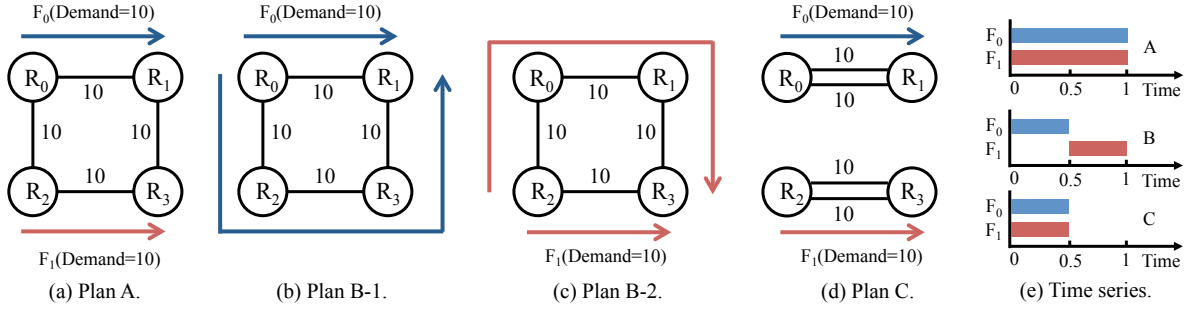 F0(Demand=10)
R0
R1
10
10
10
10
R2
R3
F1(Demand=10)
(a) Plan A.
F0(Demand=10)
R0
R1
10
10
10
10
R2
R3
(b) Plan B-1.
R0
R1
10
10
10
10
R2
R3
F1(Demand=10)
(c) Plan B-2.
F0(Demand=10)
10
R0
R1
10
10
R2
R3
10
F1(Demand=10)
(d) Plan C.
F0
A
F1
0 0.5 1 Time
F0
B
F1
0 0.5 1 Time
F0
C
F1
0 0.5 1 Time
(e) Time series.